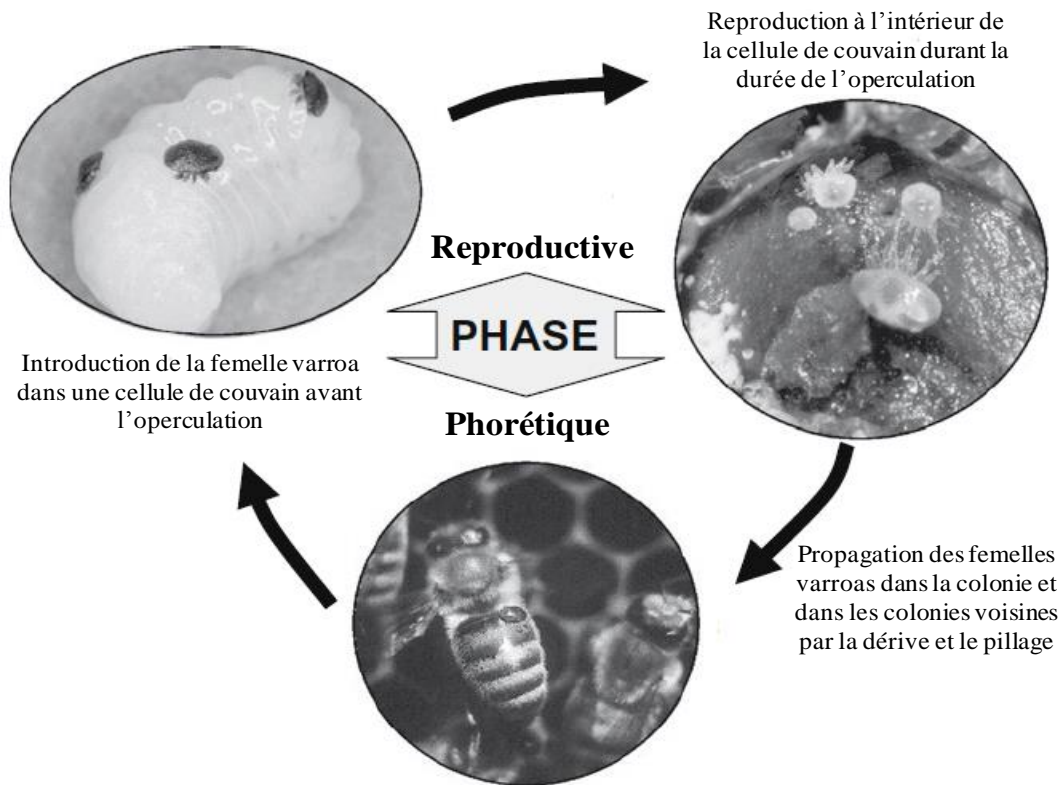 Reproduction à l’intérieur de
la cellule de couvain durant la
durée de l’operculation
Reproductive
PHASE
Phorétique
Introduction de la femelle varroa
dans une cellule de couvain avant
l’operculation
Propagation des femelles
varroas dans la colonie et
dans les colonies voisines
par la dérive et le pillage